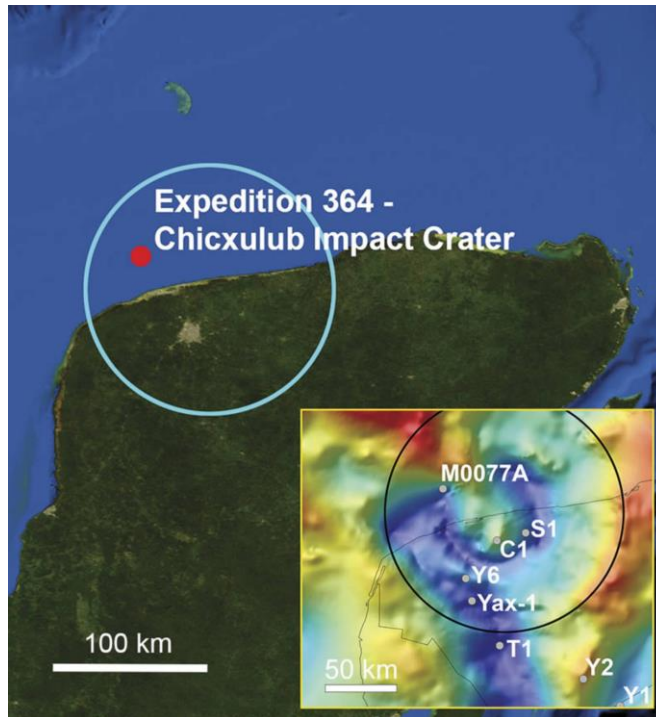 Expedition 364 -
Chicxulub Impact Crater
M0077A
S1
C1
Y6
Yax-1
T1
Y2
Y1
100 km
50 km